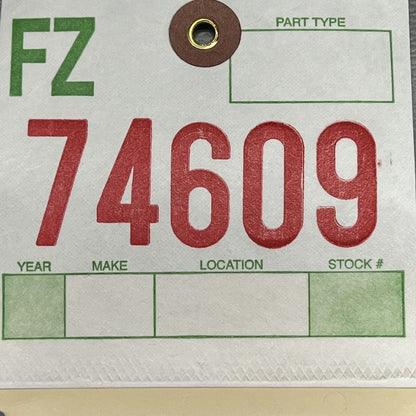 FZ PART TYPE
74609
YEAR MAKE LOCATION STOCK #